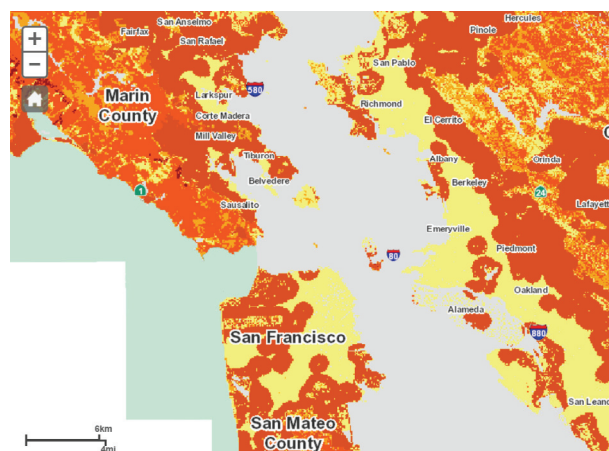 Hercules
San Anselmo
Pinole
Fairfax
San Rafael
San Pablo
+
−
580
Larkspur
Marin
County
Richmond
Corte Madera
El Cerrito
Mill Valley
Tiburon
Albany
Orinda
Belvedere
Berkeley
1
24
Sausalito
Lafayett
Emeryville
Piedmont
80
Oakland
Alameda
San Francisco
880
San Leand
San Mateo
County
6km
4mi